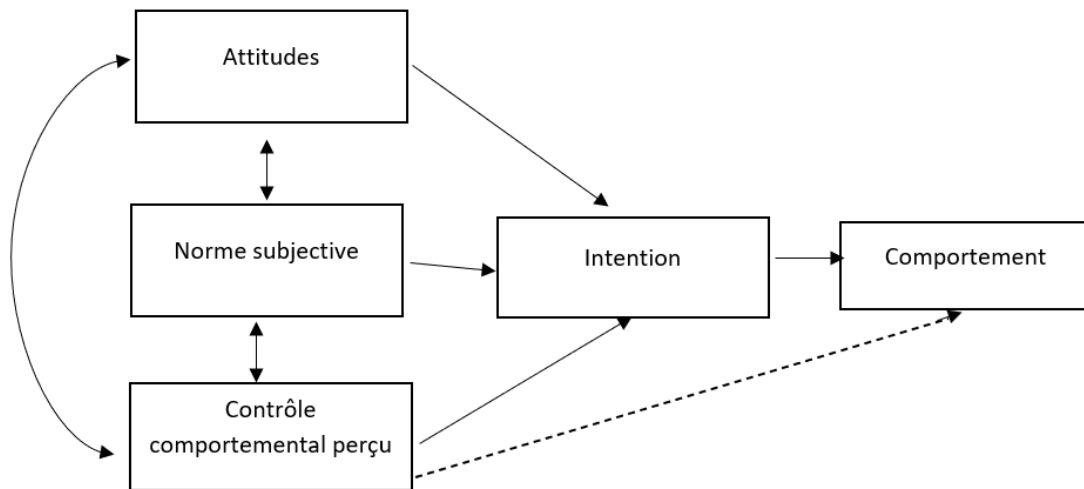 Attitudes
Norme subjective
Intention
Comportement
Contrôle
comportemental perçu